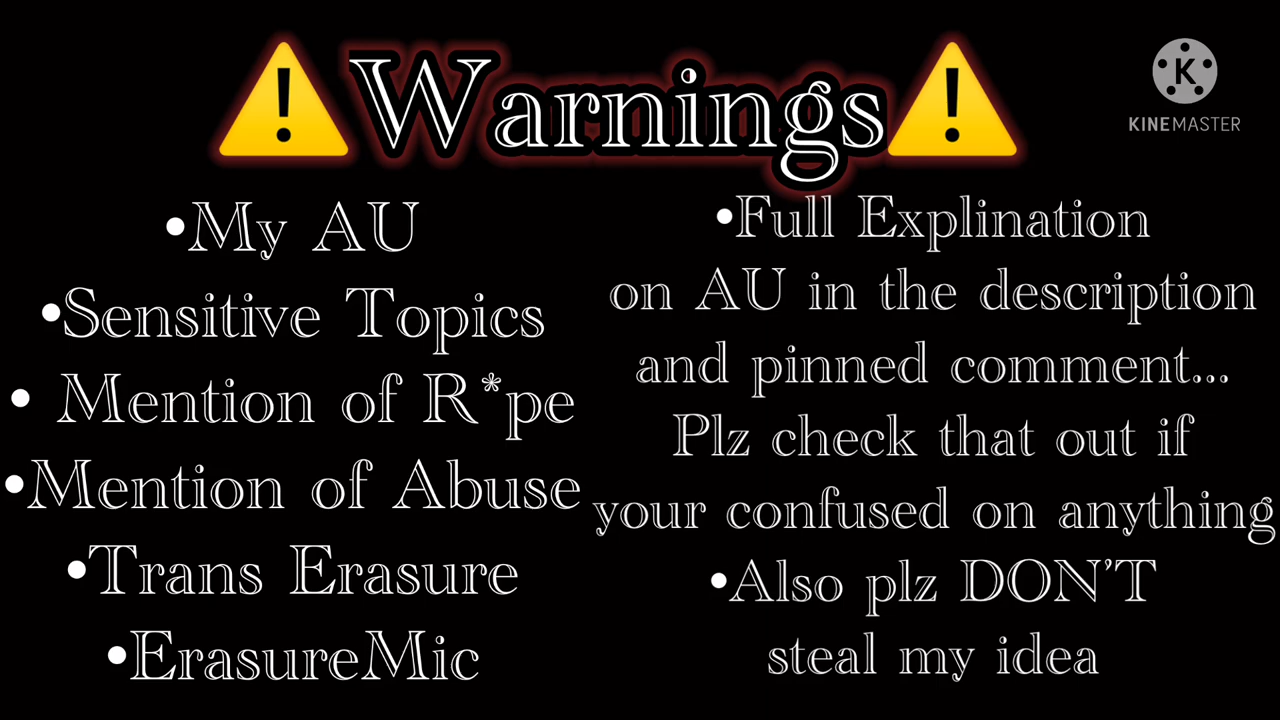 ⚠️Warnings⚠️
KINEMASTER
•My AU
•Sensitive Topics
• Mention of R*pe
•Mention of Abuse
•Trans Erasure
•ErasureMic
•Full Explination
on AU in the description
and pinned comment...
Plz check that out if
your confused on anything
•Also plz DON'T
steal my idea